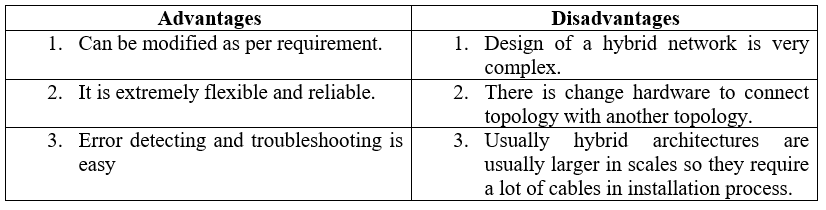 Advantages
Disadvantages
1. Can be modified as per requirement.
1. Design of a hybrid network is very
complex.
2. It is extremely flexible and reliable.
2. There is change hardware to connect
topology with another topology.
3. Error detecting and troubleshooting is
easy
3. Usually hybrid architectures are
usually larger in scales so they require
a lot of cables in installation process.